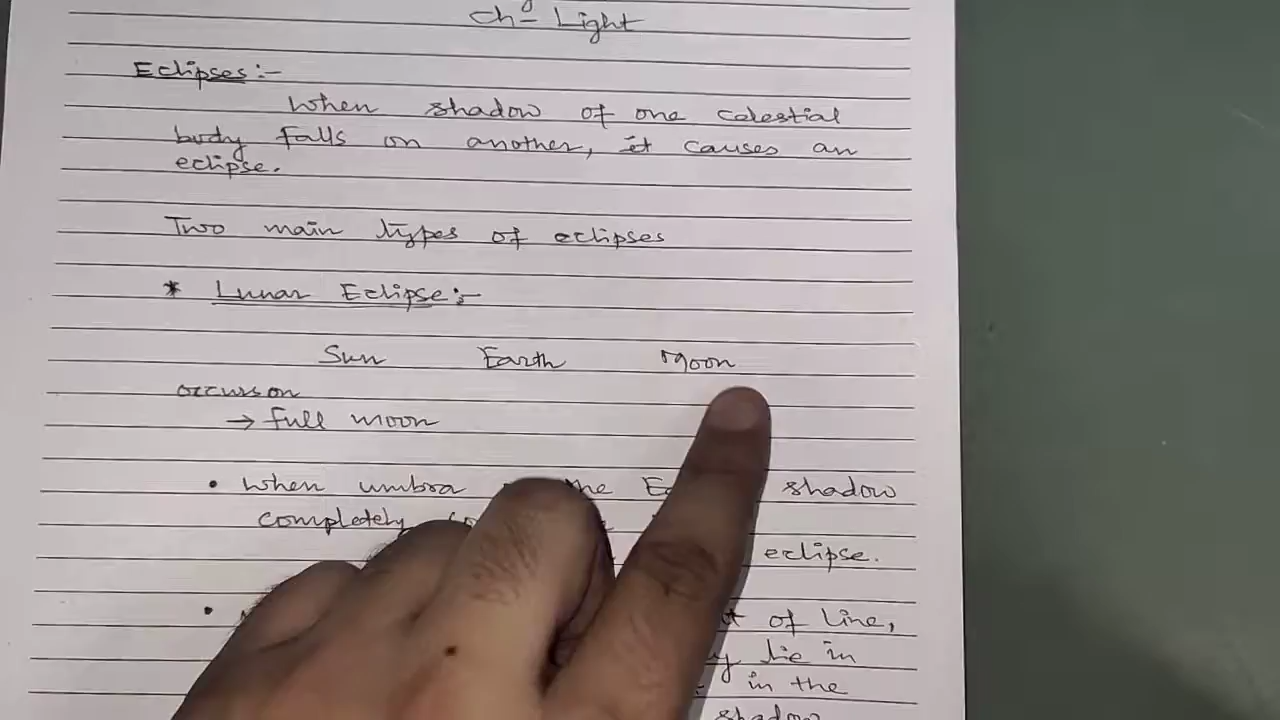 Ch- Light
Eclipses:-
When shadow of one celestial
body falls on another, it causes an
eclipse.
Two main types of eclipses
* Lunar Eclipse:-
Sun Earth Moon
occurs on
→ Full moon
• When umbra shadow
completely
eclipse.
• of line,
lie in
in the
shadow